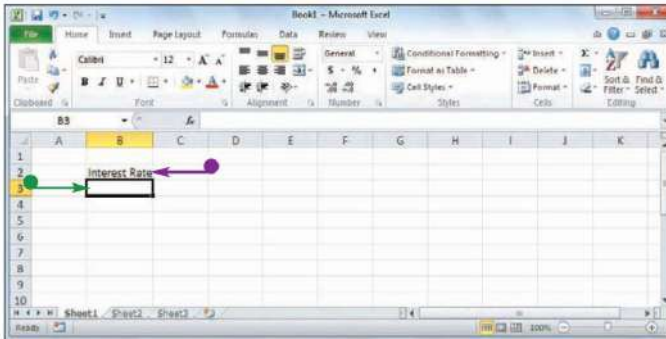 Book1 - Microsoft Excel
File Home Insert Page Layout Formulas Data Review View
Calibri 12 A A General Conditional Formatting Insert Σ
Paste B I U A $ % , Format as Table Delete Sort & Find &
Cell Styles Format Filter Select
Clipboard Font Alignment Number Styles Cells Editing
B3 fx
A B C D E F G H I J K
1
2 Interest Rate
3
4
5
6
7
8
9
10
Sheet1 Sheet2 Sheet3
Ready 100%